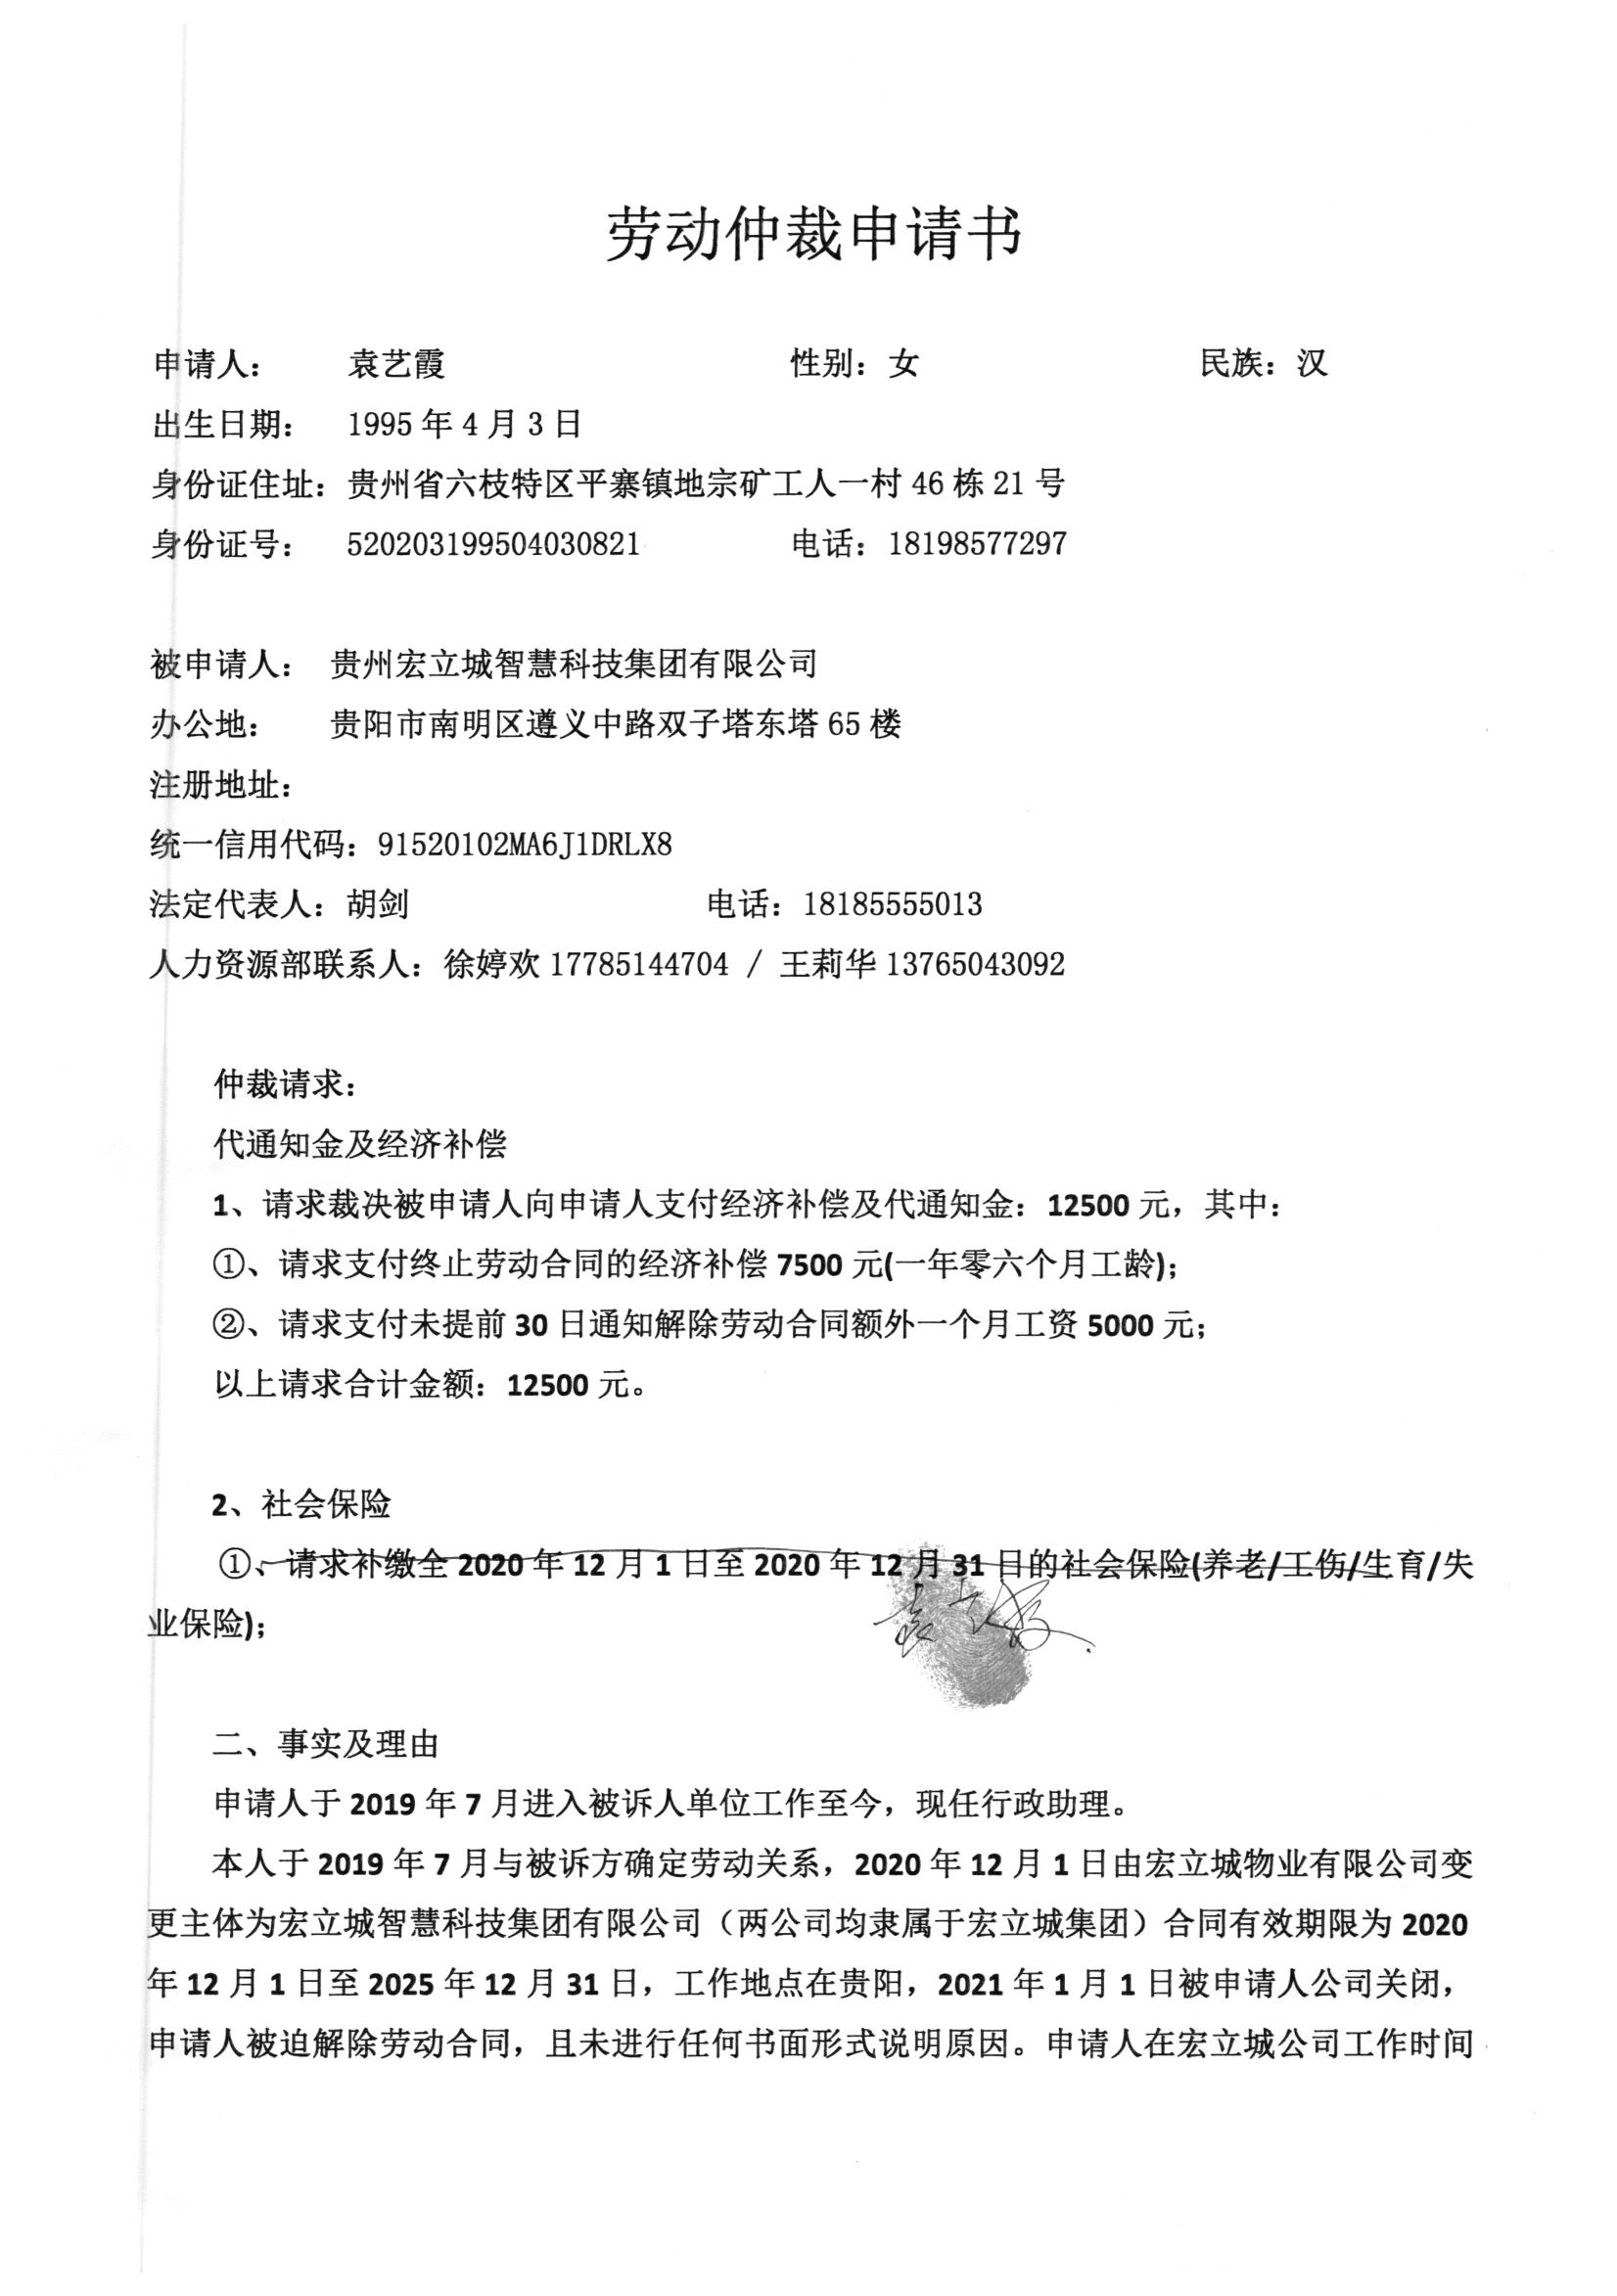 劳动仲裁申请书
申请人： 袁艺霞 性别：女 民族：汉
出生日期： 1995 年 4 月 3 日
身份证住址：贵州省六枝特区平寨镇地宗矿工人一村 46 栋 21 号
身份证号： 520203199504030821 电话：18198577297
被申请人： 贵州宏立城智慧科技集团有限公司
办公地： 贵阳市南明区遵义中路双子塔东塔 65 楼
注册地址：
统一信用代码：91520102MA6J1DRLX8
法定代表人：胡剑 电话：18185555013
人力资源部联系人：徐婷欢 17785144704 / 王莉华 13765043092
仲裁请求：
代通知金及经济补偿
1、请求裁决被申请人向申请人支付经济补偿及代通知金：12500 元，其中：
①、请求支付终止劳动合同的经济补偿 7500 元(一年零六个月工龄)；
②、请求支付未提前 30 日通知解除劳动合同额外一个月工资 5000 元；
以上请求合计金额：12500 元。
2、社会保险
①、请求补缴全 2020 年 12 月 1 日至 2020 年 12 月 31 日的社会保险(养老/工伤/生育/失
业保险)；
袁艺霞
二、事实及理由
申请人于 2019 年 7 月进入被诉人单位工作至今，现任行政助理。
本人于 2019 年 7 月与被诉方确定劳动关系，2020 年 12 月 1 日由宏立城物业有限公司变
更主体为宏立城智慧科技集团有限公司（两公司均隶属于宏立城集团）合同有效期限为 2020
年 12 月 1 日至 2025 年 12 月 31 日，工作地点在贵阳，2021 年 1 月 1 日被申请人公司关闭，
申请人被迫解除劳动合同，且未进行任何书面形式说明原因。申请人在宏立城公司工作时间